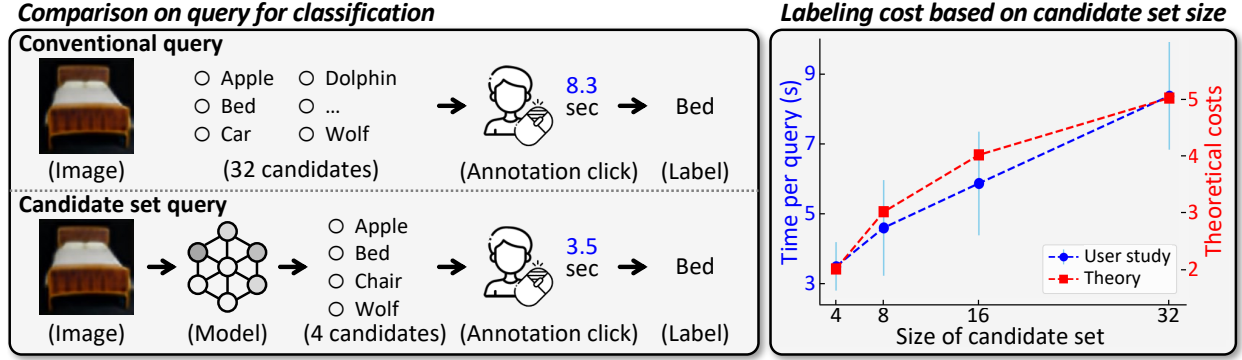 Comparison on query for classification
Conventional query
Apple
Bed
Car
Dolphin
...
Wolf
8.3
sec
Bed
(Image)
(32 candidates)
(Annotation click)
(Label)
Candidate set query
Apple
Bed
Chair
Wolf
3.5
sec
Bed
(Image)
(Model)
(4 candidates)
(Annotation click)
(Label)
Labeling cost based on candidate set size
Time per query (s)
9
7
5
3
4
8
16
32
Size of candidate set
5
4
3
2
Theoretical costs
User study
Theory